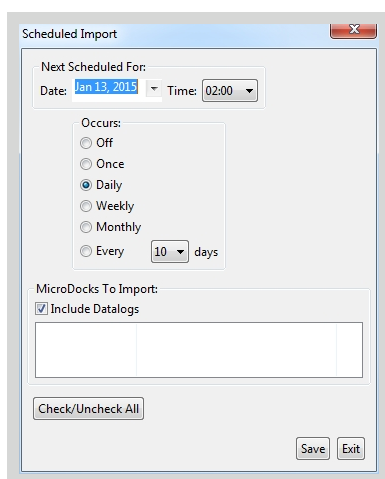 Scheduled Import
Next Scheduled For:
Date: Jan 13, 2015 Time: 02:00
Occurs:
Off
Once
Daily
Weekly
Monthly
Every 10 days
MicroDocks To Import:
Include Datalogs
Check/Uncheck All
Save Exit